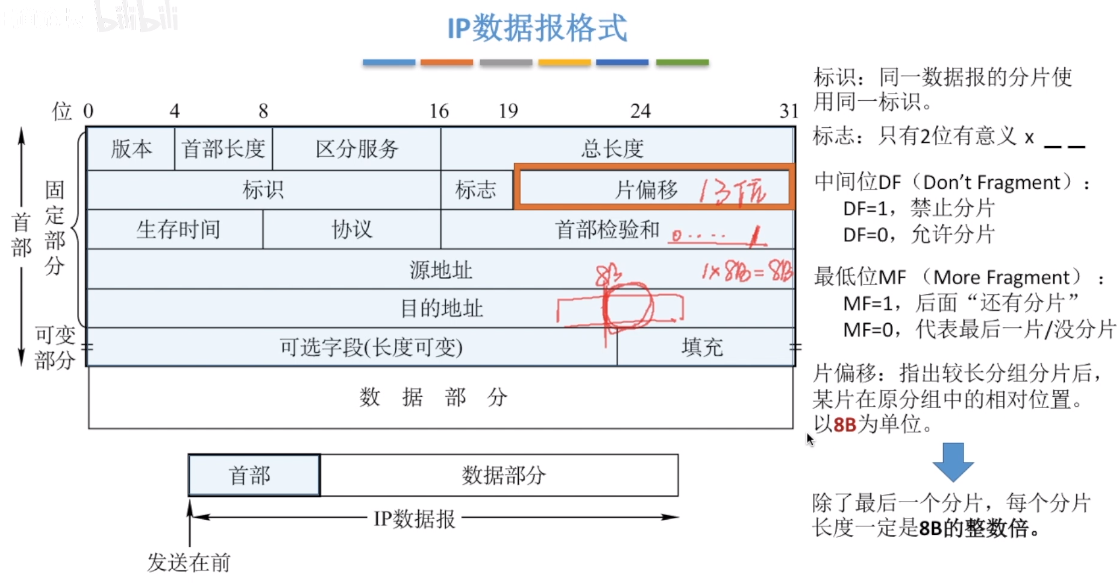 bilibili
IP数据报格式
位 0 4 8 16 19 24 31
版本 首部长度 区分服务 总长度
标识 标志 片偏移 13位
生存时间 协议 首部检验和 0····1
源地址 8B 1x8B=8B
目的地址
可选字段(长度可变) 填充
数据部分
首部
固定部分
可变部分
首部 数据部分
IP数据报
发送在前
标识：同一数据报的分片使
用同一标识。
标志：只有2位有意义 x _ _
中间位DF（Don't Fragment）：
DF=1，禁止分片
DF=0，允许分片
最低位MF （More Fragment）：
MF=1，后面“还有分片”
MF=0，代表最后一片/没分片
片偏移：指出较长分组分片后，
某片在原分组中的相对位置。
以8B为单位。
除了最后一个分片，每个分片
长度一定是8B的整数倍。